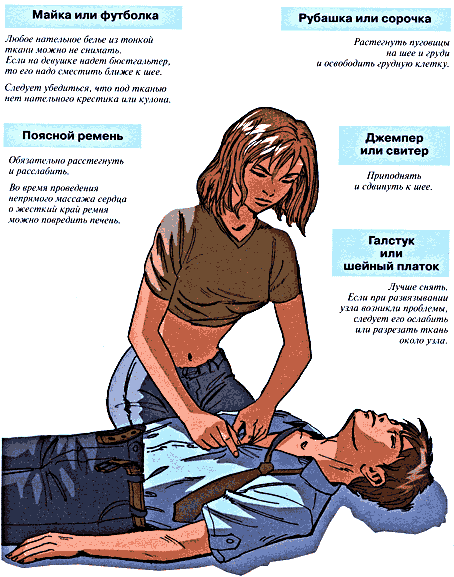 Майка или футболка
Любое нательное белье из тонкой
ткани можно не снимать.
Если на девушке надет бюстгальтер,
то его надо сместить ближе к шее.
Следует убедиться, что под тканью
нет нательного крестика или кулона.
Рубашка или сорочка
Растегнуть пуговицы
на шее и груди
и освободить грудную клетку.
Поясной ремень
Обязательно расстегнуть
и расслабить.
Во время проведения
непрямого массажа сердца
о жесткий край ремня
можно повредить печень.
Джемпер
или свитер
Приподнять
и сдвинуть к шее.
Галстук
или
шейный платок
Лучше снять.
Если при развязывании
узла возникли проблемы,
следует его ослабить
или разрезать ткань
около узла.